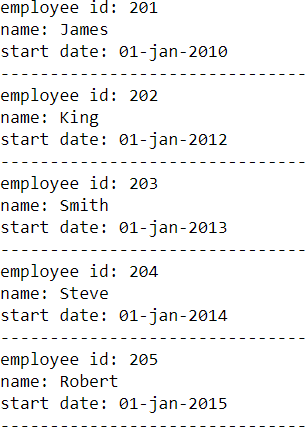 employee id: 201
name: James
start date: 01-jan-2010
-------------------------------
employee id: 202
name: King
start date: 01-jan-2012
-------------------------------
employee id: 203
name: Smith
start date: 01-jan-2013
-------------------------------
employee id: 204
name: Steve
start date: 01-jan-2014
-------------------------------
employee id: 205
name: Robert
start date: 01-jan-2015
-------------------------------